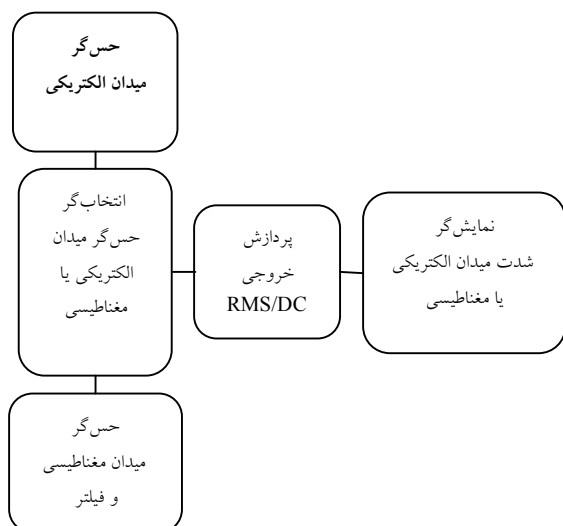 حس‌گر
میدان الکتریکی
انتخاب‌گر
حس‌گر میدان
الکتریکی یا
مغناطیسی
پردازش
خروجی
RMS/DC
نمایش‌گر
شدت میدان الکتریکی
یا مغناطیسی
حس‌گر
میدان مغناطیسی
و فیلتر